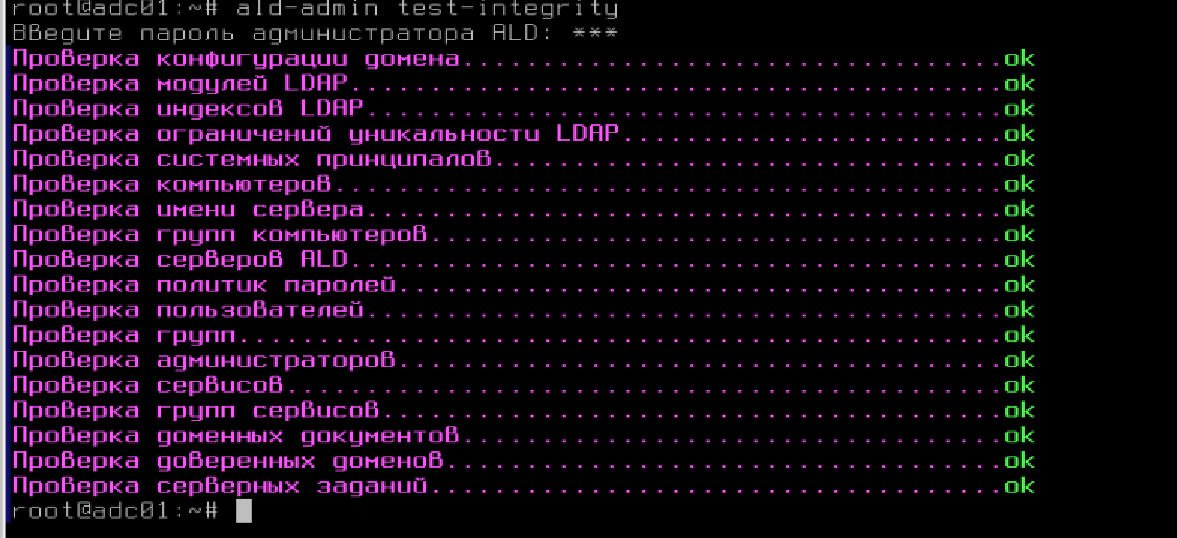 root@adc01:~# ald-admin test-integrity
Введите пароль администратора ALD: ***
Проверка конфигурации домена..................................ok
Проверка модулей LDAP.........................................ok
Проверка индексов LDAP........................................ok
Проверка ограничений уникальности LDAP........................ok
Проверка системных принципалов................................ok
Проверка компьютеров..........................................ok
Проверка имени сервера........................................ok
Проверка групп компьютеров....................................ok
Проверка серверов ALD.........................................ok
Проверка политик паролей......................................ok
Проверка пользователей........................................ok
Проверка групп................................................ok
Проверка администраторов......................................ok
Проверка сервисов.............................................ok
Проверка групп сервисов.......................................ok
Проверка доменных документов..................................ok
Проверка доверенных доменов...................................ok
Проверка серверных заданий....................................ok
root@adc01:~#